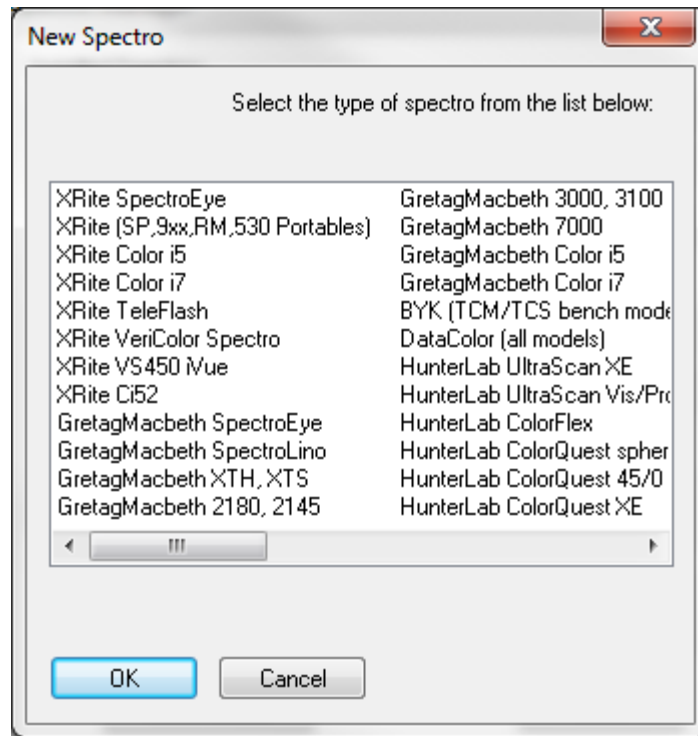 New Spectro
Select the type of spectro from the list below:
XRite SpectroEye
XRite (SP,9xx,RM,530 Portables)
XRite Color i5
XRite Color i7
XRite TeleFlash
XRite VeriColor Spectro
XRite VS450 iVue
XRite Ci52
GretagMacbeth SpectroEye
GretagMacbeth SpectroLino
GretagMacbeth XTH, XTS
GretagMacbeth 2180, 2145
GretagMacbeth 3000, 3100
GretagMacbeth 7000
GretagMacbeth Color i5
GretagMacbeth Color i7
BYK (TCM/TCS bench mode
DataColor (all models)
HunterLab UltraScan XE
HunterLab UltraScan Vis/Pro
HunterLab ColorFlex
HunterLab ColorQuest spher
HunterLab ColorQuest 45/0
HunterLab ColorQuest XE
OK
Cancel